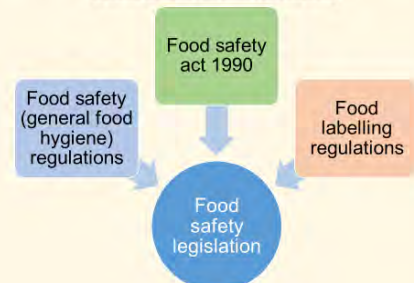 Food safety
act 1990
Food safety
(general food
hygiene)
regulations
Food
labelling
regulations
Food
safety
legislation